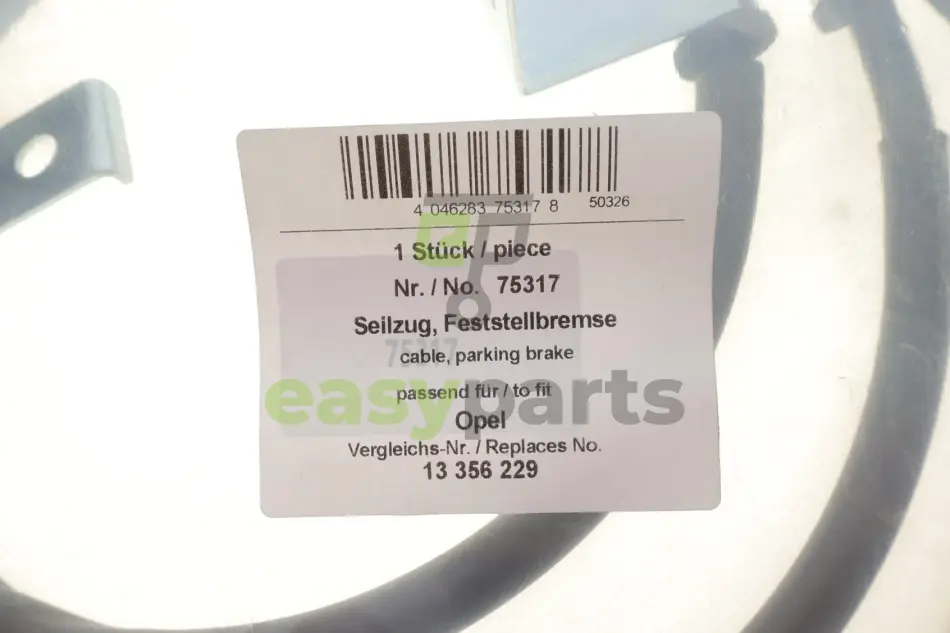 4 046283 753178 50326
1 Stück / piece
Nr. / No. 75317
Seilzug, Feststellbremse
75317
cable, parking brake
passend für / to fit
easyparts
Opel
Vergleichs-Nr. / Replaces No.
13 356 229